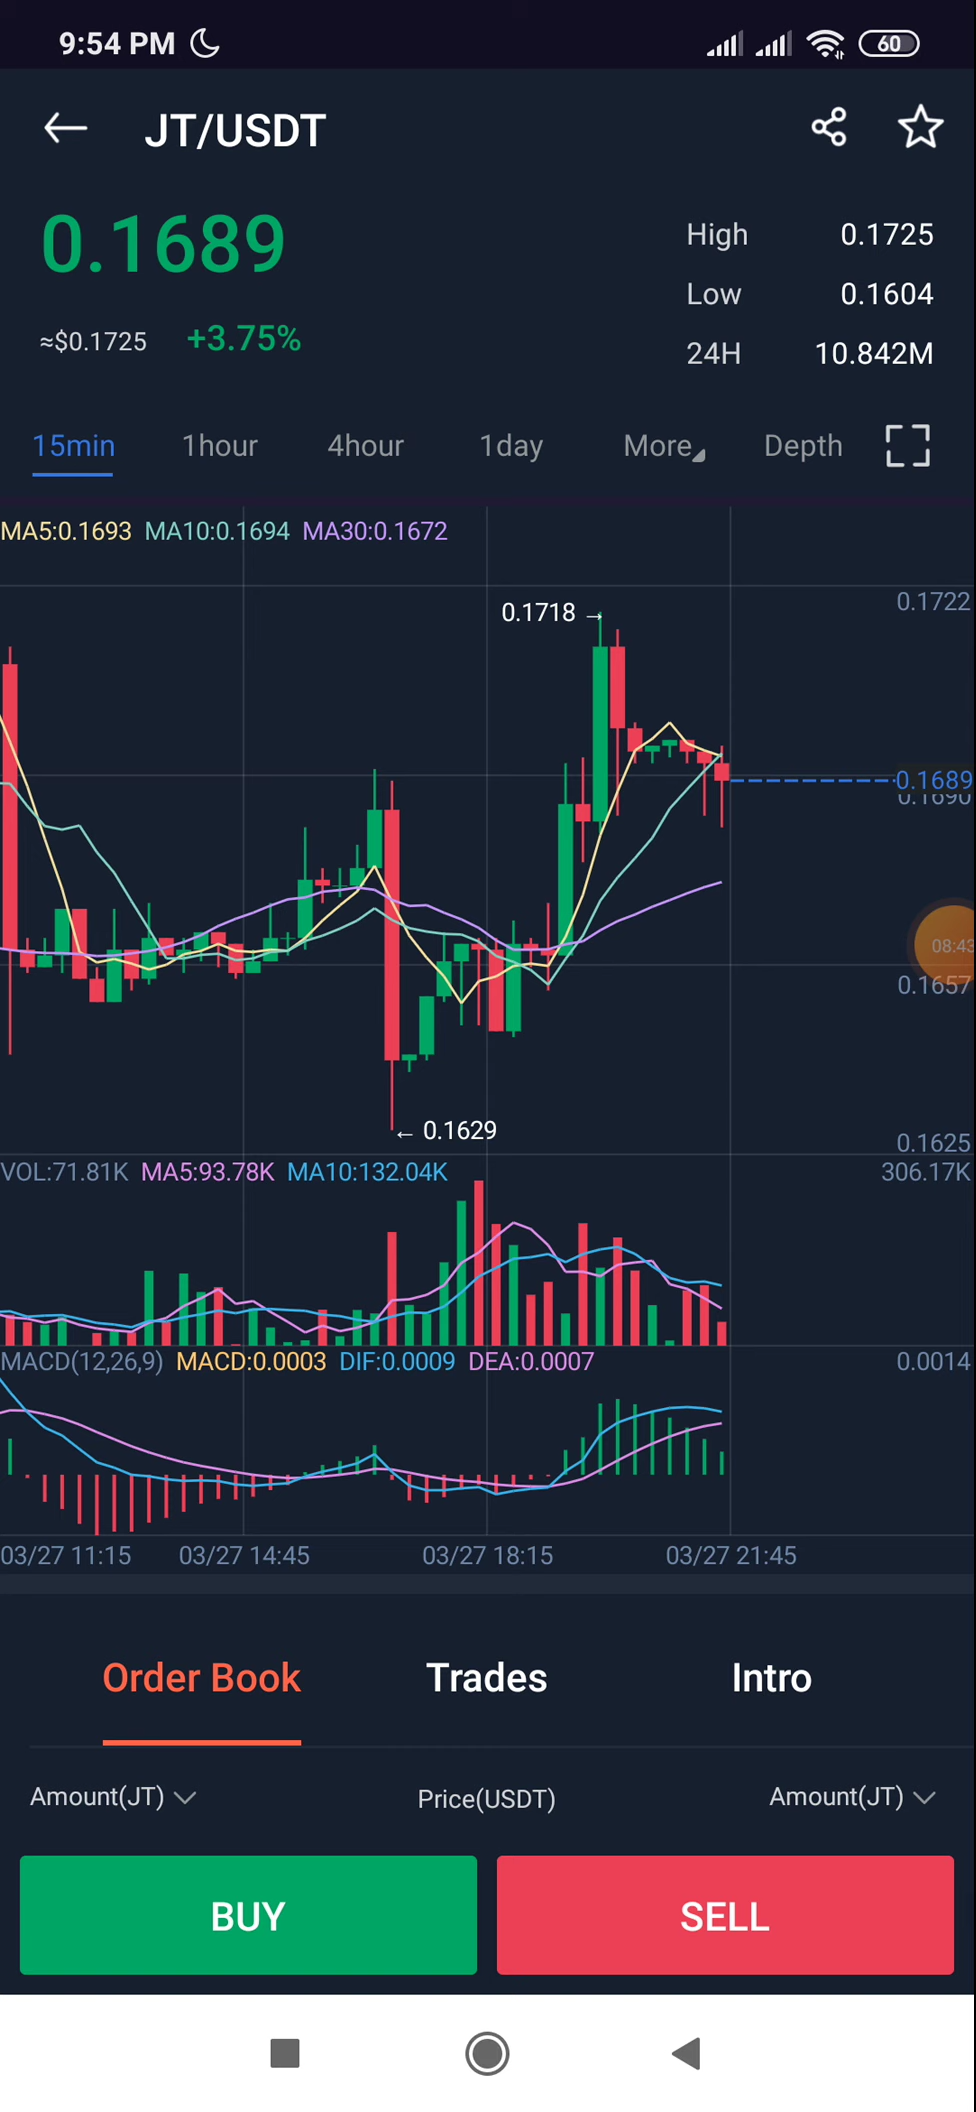 9:54 PM 60
JT/USDT
0.1689
≈$0.1725 +3.75%
High 0.1725
Low 0.1604
24H 10.842M
15min 1hour 4hour 1day More Depth
MA5:0.1693 MA10:0.1694 MA30:0.1672
0.1722
0.1718 →
0.1689
0.1690
08:43
0.1657
← 0.1629
0.1625
VOL:71.81K MA5:93.78K MA10:132.04K 306.17K
MACD(12,26,9) MACD:0.0003 DIF:0.0009 DEA:0.0007 0.0014
03/27 11:15 03/27 14:45 03/27 18:15 03/27 21:45
Order Book Trades Intro
Amount(JT) Price(USDT) Amount(JT)
BUY SELL